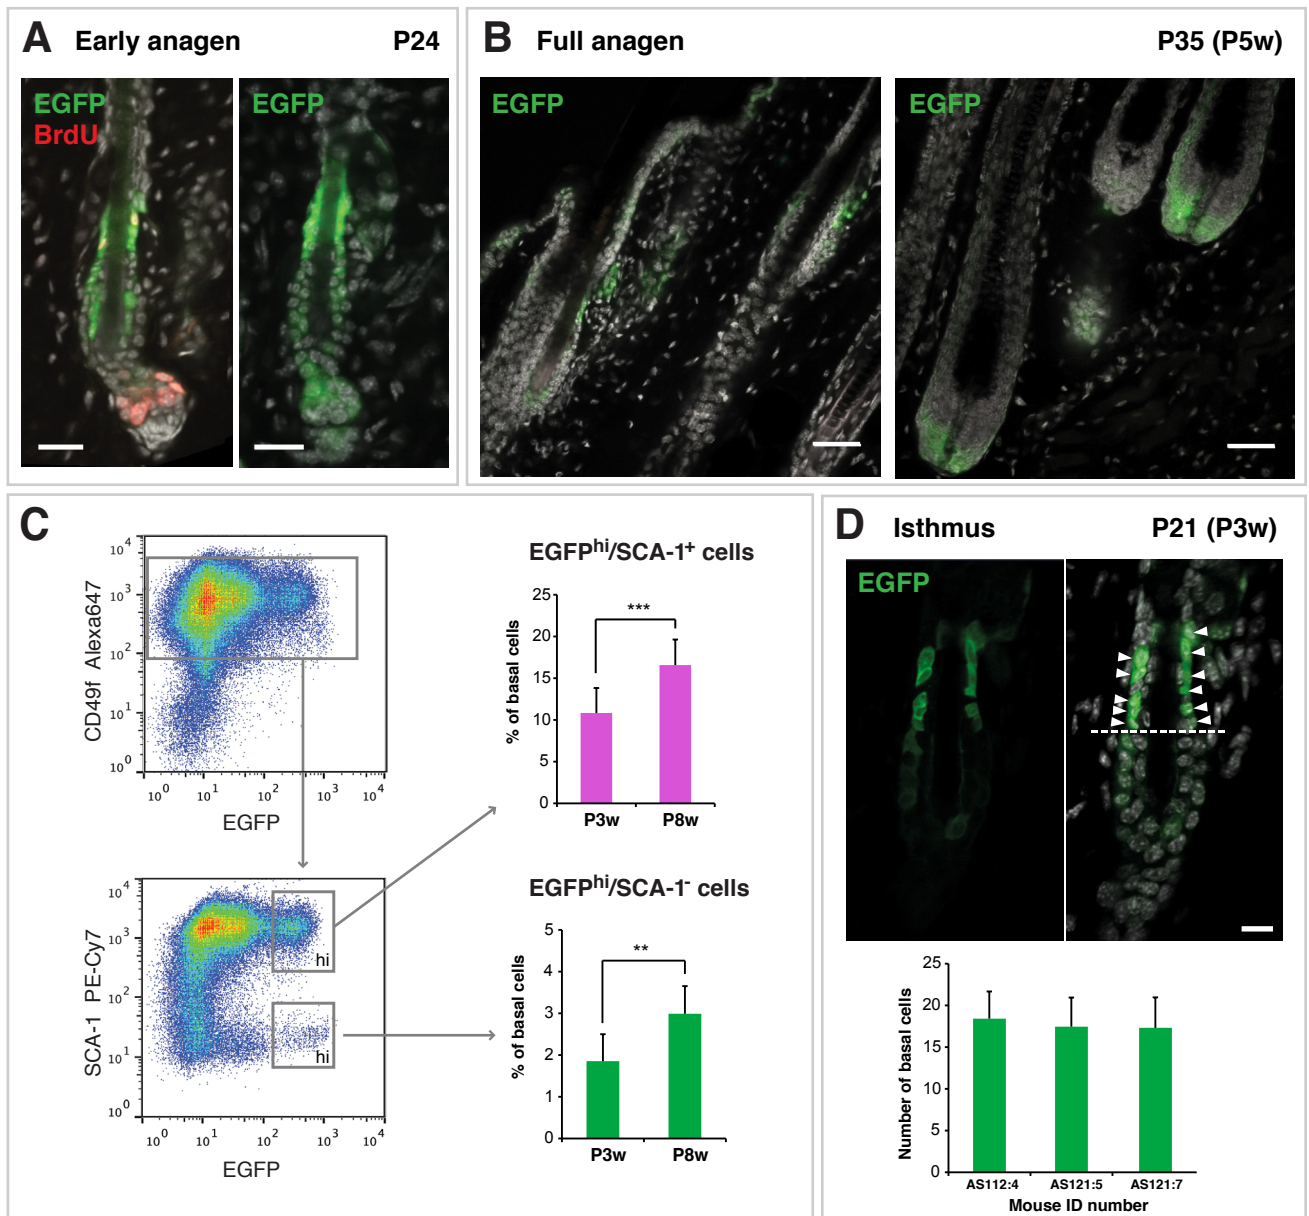 A Early anagen P24
EGFP
BrdU
EGFP
B Full anagen P35 (P5w)
EGFP
EGFP
C
CD49f Alexa647
10^4
10^3
10^2
10^1
10^0
10^0 10^1 10^2 10^3 10^4
EGFP
SCA-1 PE-Cy7
10^4
10^3
10^2
10^1
10^0
hi
hi
10^0 10^1 10^2 10^3 10^4
EGFP
EGFP^hi/SCA-1^+ cells
% of basal cells
25
20
15
10
5
0
***
P3w P8w
EGFP^hi/SCA-1^- cells
% of basal cells
5
4
3
2
1
0
**
P3w P8w
D Isthmus P21 (P3w)
EGFP
Number of basal cells
25
20
15
10
5
0
AS112:4 AS121:5 AS121:7
Mouse ID number